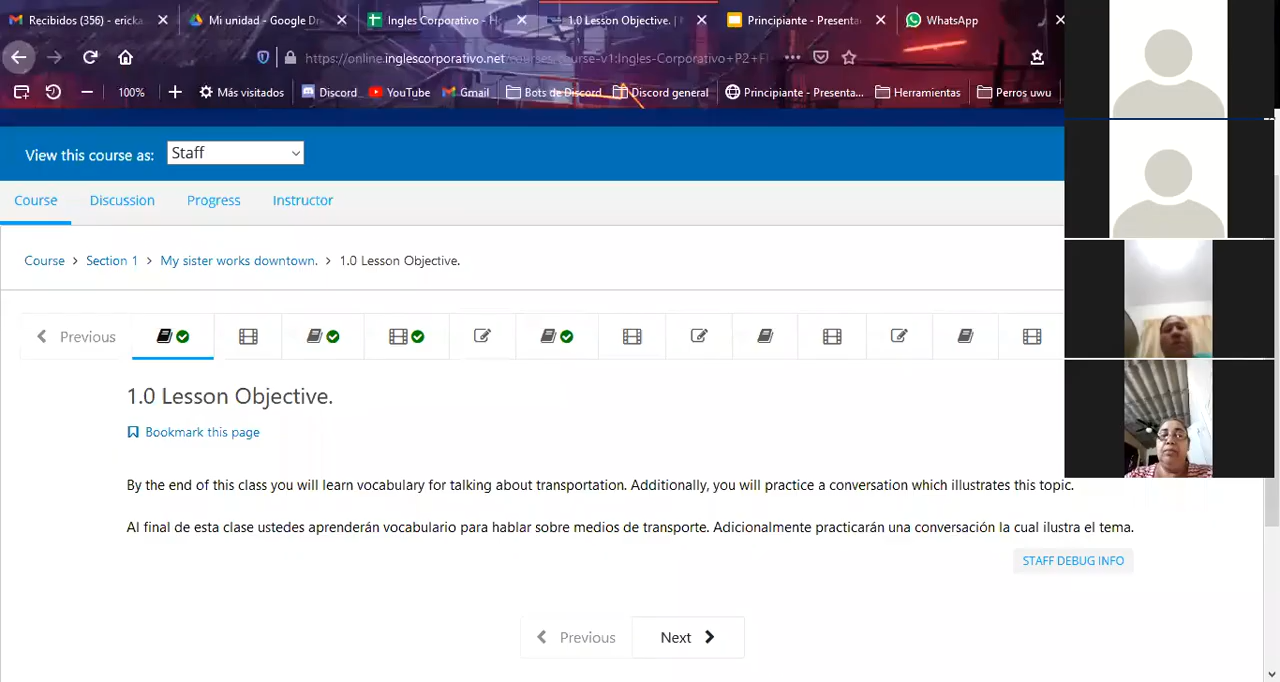 Recibidos (356) - ericka
Mi unidad - Google Dr
Ingles Corporativo - H
1.0 Lesson Objective. |
Principiante - Presenta
WhatsApp
https://online.inglescorporativo.net/courses/course-v1:Ingles-Corporativo+P2+F
100%
Más visitados
Discord
YouTube
Gmail
Bots de Discord
Discord general
Principiante - Presenta...
Herramientas
Perros uwu
View this course as:
Staff
Course
Discussion
Progress
Instructor
Course > Section 1 > My sister works downtown. > 1.0 Lesson Objective.
Previous
1.0 Lesson Objective.
Bookmark this page
By the end of this class you will learn vocabulary for talking about transportation. Additionally, you will practice a conversation which illustrates this topic.
Al final de esta clase ustedes aprenderán vocabulario para hablar sobre medios de transporte. Adicionalmente practicarán una conversación la cual ilustra el tema.
STAFF DEBUG INFO
Previous
Next